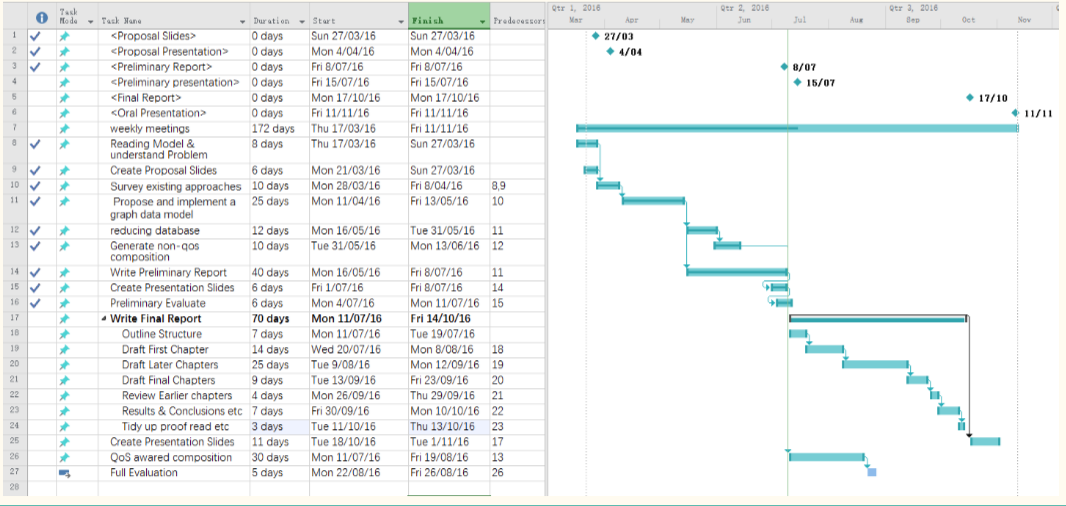 Task Mode Task Name Duration Start Finish Predecessors
1 <Proposal Slides> 0 days Sun 27/03/16 Sun 27/03/16
2 <Proposal Presentation> 0 days Mon 4/04/16 Mon 4/04/16
3 <Preliminary Report> 0 days Fri 8/07/16 Fri 8/07/16
4 <Preliminary presentation> 0 days Fri 15/07/16 Fri 15/07/16
5 <Final Report> 0 days Mon 17/10/16 Mon 17/10/16
6 <Oral Presentation> 0 days Fri 11/11/16 Fri 11/11/16
7 weekly meetings 172 days Thu 17/03/16 Fri 11/11/16
8 Reading Model & 8 days Thu 17/03/16 Sun 27/03/16
understand Problem
9 Create Proposal Slides 6 days Mon 21/03/16 Sun 27/03/16
10 Survey existing approaches 10 days Mon 28/03/16 Fri 8/04/16 8,9
11 Propose and implement a 25 days Mon 11/04/16 Fri 13/05/16 10
graph data model
12 reducing database 12 days Mon 16/05/16 Tue 31/05/16 11
13 Generate non-qos 10 days Tue 31/05/16 Mon 13/06/16 12
composition
14 Write Preliminary Report 40 days Mon 16/05/16 Fri 8/07/16 11
15 Create Presentation Slides 6 days Fri 1/07/16 Fri 8/07/16 14
16 Preliminary Evaluate 6 days Mon 4/07/16 Mon 11/07/16 15
17 Write Final Report 70 days Mon 11/07/16 Fri 14/10/16
18 Outline Structure 7 days Mon 11/07/16 Tue 19/07/16
19 Draft First Chapter 14 days Wed 20/07/16 Mon 8/08/16 18
20 Draft Later Chapters 25 days Tue 9/08/16 Mon 12/09/16 19
21 Draft Final Chapters 9 days Tue 13/09/16 Fri 23/09/16 20
22 Review Earlier chapters 4 days Mon 26/09/16 Thu 29/09/16 21
23 Results & Conclusions etc 7 days Fri 30/09/16 Mon 10/10/16 22
24 Tidy up proof read etc 3 days Tue 11/10/16 Thu 13/10/16 23
25 Create Presentation Slides 11 days Tue 18/10/16 Tue 1/11/16 17
26 QoS awared composition 30 days Mon 11/07/16 Fri 19/08/16 13
27 Full Evaluation 5 days Mon 22/08/16 Fri 26/08/16 26
28
Qtr 1, 2016 Qtr 2, 2016 Qtr 3, 2016
Mar Apr May Jun Jul Aug Sep Oct Nov
27/03
4/04
8/07
15/07
17/10
11/11